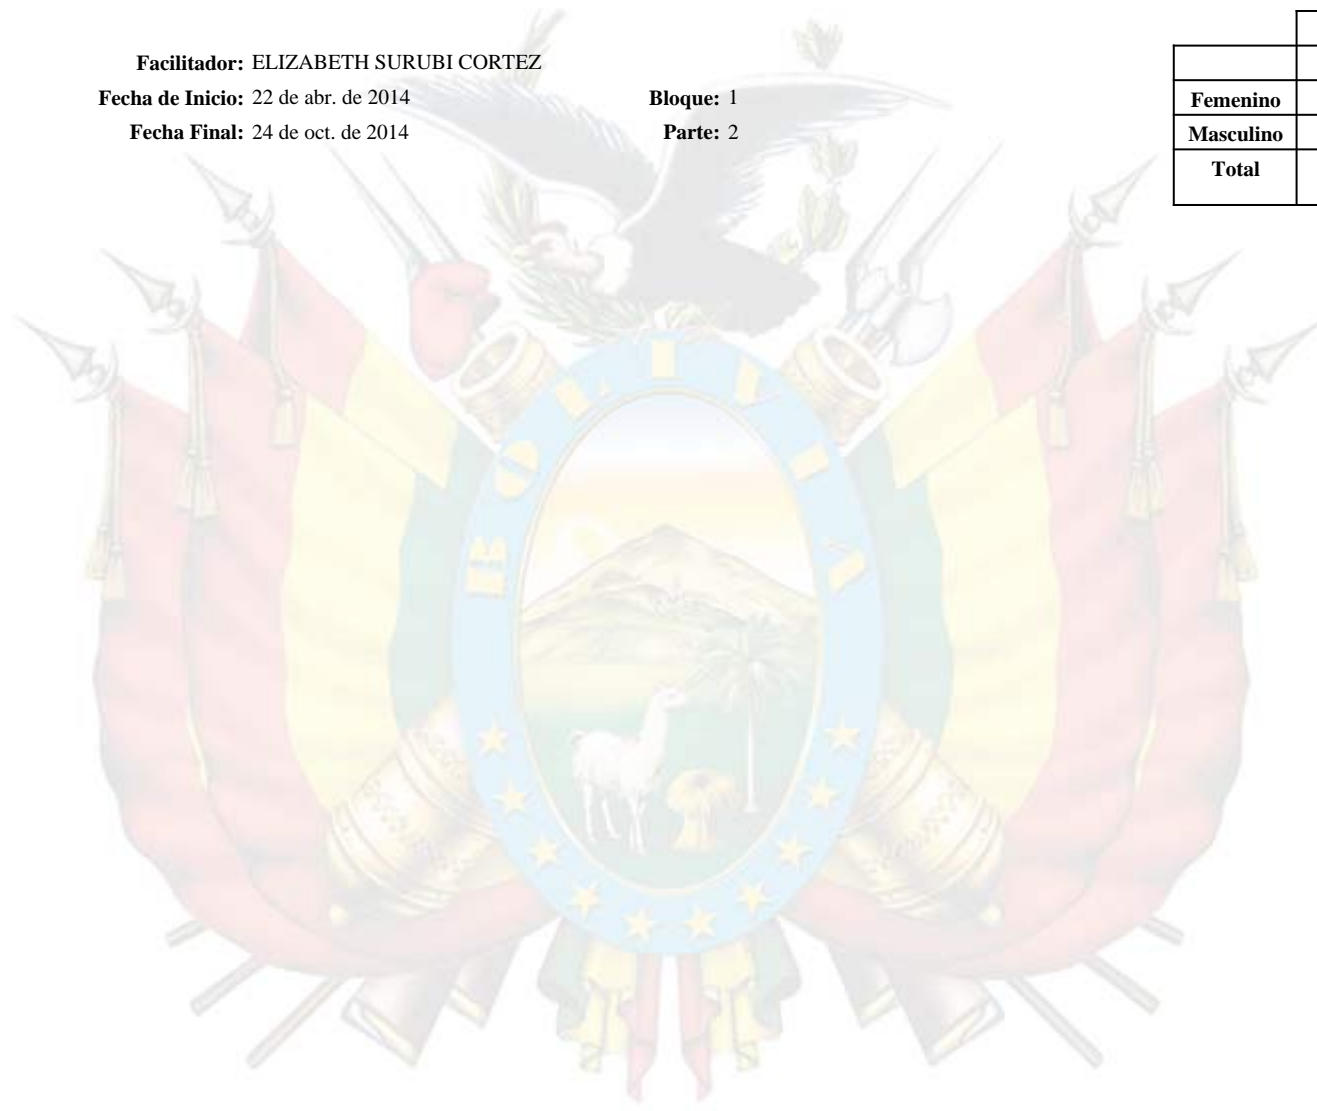 Facilitador: ELIZABETH SURUBI CORTEZ
Fecha de Inicio: 22 de abr. de 2014 Bloque: 1
Fecha Final: 24 de oct. de 2014 Parte: 2
Femenino
Masculino
Total
BOLIVIA